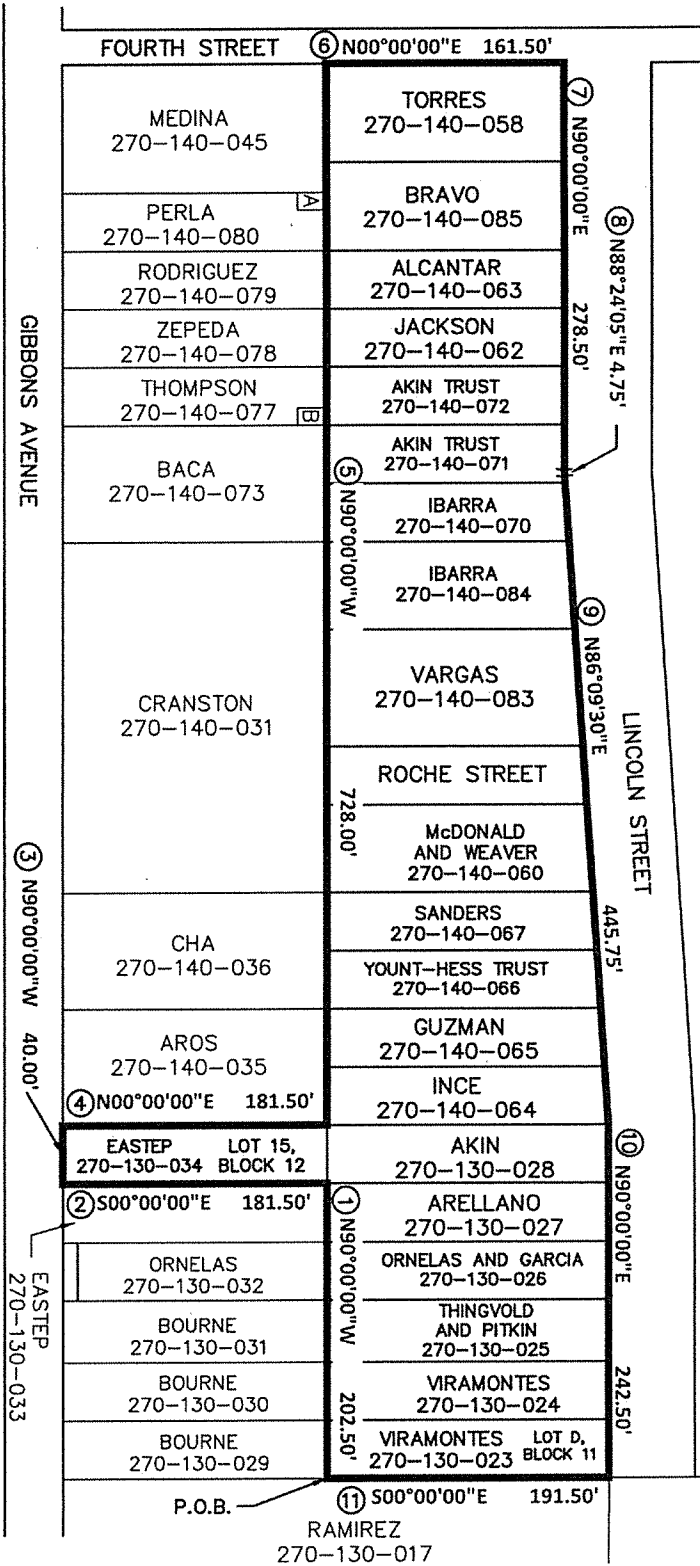 FOURTH STREET
⑥ N00°00'00"E 161.50'
MEDINA
270-140-045
PERLA
270-140-080
A
RODRIGUEZ
270-140-079
ZEPEDA
270-140-078
THOMPSON
270-140-077
B
BACA
270-140-073
CRANSTON
270-140-031
CHA
270-140-036
AROS
270-140-035
④ N00°00'00"E 181.50'
EASTEP LOT 15,
270-130-034 BLOCK 12
② S00°00'00"E 181.50'
ORNELAS
270-130-032
BOURNE
270-130-031
BOURNE
270-130-030
BOURNE
270-130-029
P.O.B.
GIBBONS AVENUE
③ N90°00'00"W 40.00'
EASTEP
270-130-033
TORRES
270-140-058
BRAVO
270-140-085
ALCANTAR
270-140-063
JACKSON
270-140-062
AKIN TRUST
270-140-072
AKIN TRUST
270-140-071
IBARRA
270-140-070
IBARRA
270-140-084
VARGAS
270-140-083
ROCHE STREET
McDONALD
AND WEAVER
270-140-060
SANDERS
270-140-067
YOUNT-HESS TRUST
270-140-066
GUZMAN
270-140-065
INCE
270-140-064
AKIN
270-130-028
ARELLANO
270-130-027
ORNELAS AND GARCIA
270-130-026
THINGVOLD
AND PITKIN
270-130-025
VIRAMONTES
270-130-024
VIRAMONTES LOT D,
270-130-023 BLOCK 11
⑤ N90°00'00"W 728.00'
① N90°00'00"W 202.50'
⑦ N90°00'00"E 278.50'
⑧ N88°24'05"E 4.75'
⑨ N86°09'30"E 445.75'
LINCOLN STREET
⑩ N90°00'00"E 242.50'
⑪ S00°00'00"E 191.50'
RAMIREZ
270-130-017